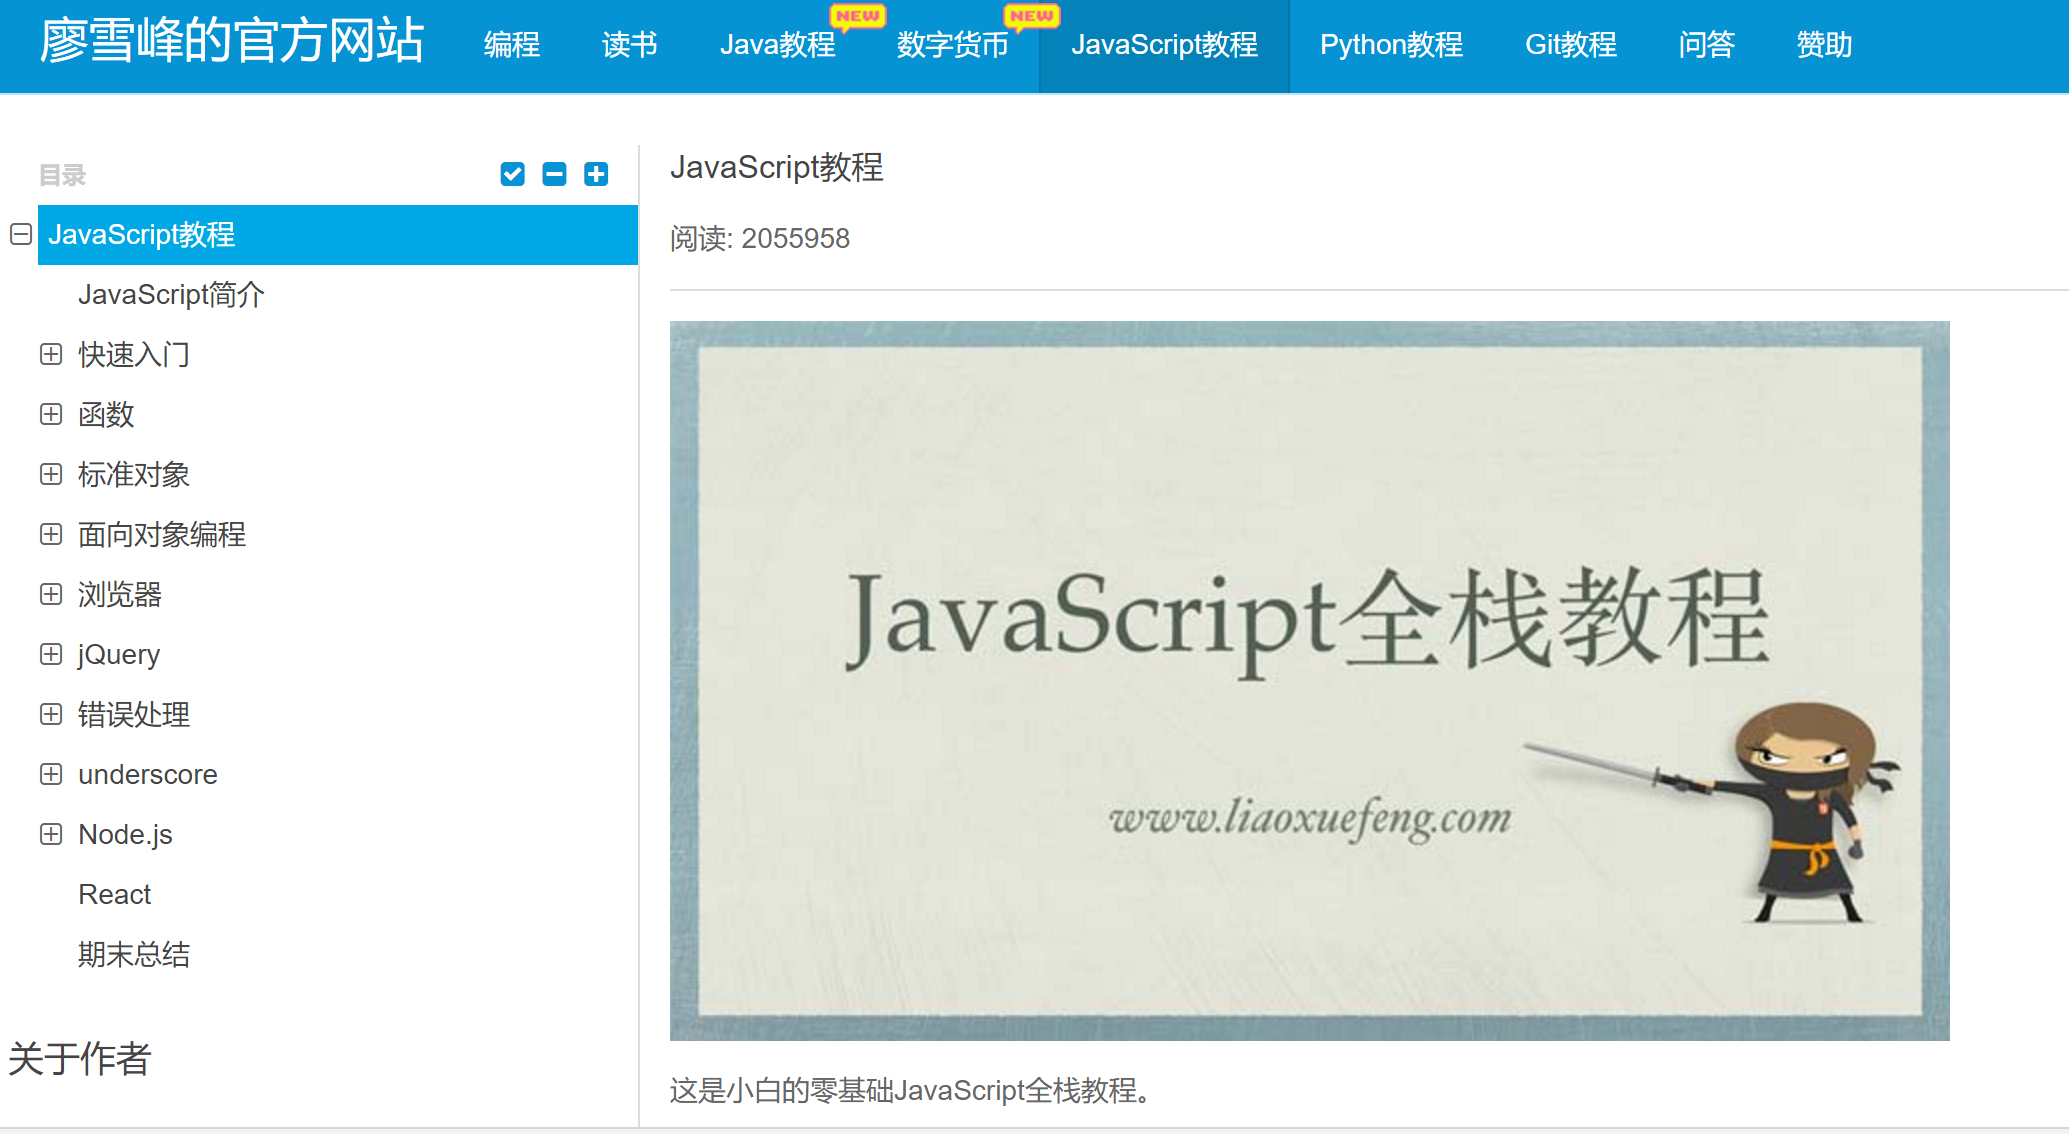 廖雪峰的官方网站 编程 读书 Java教程 NEW 数字货币 NEW JavaScript教程 Python教程 Git教程 问答 赞助
目录
JavaScript教程
JavaScript简介
快速入门
函数
标准对象
面向对象编程
浏览器
jQuery
错误处理
underscore
Node.js
React
期末总结
关于作者
JavaScript教程
阅读: 2055958
JavaScript全栈教程
www.liaoxuefeng.com
这是小白的零基础JavaScript全栈教程。